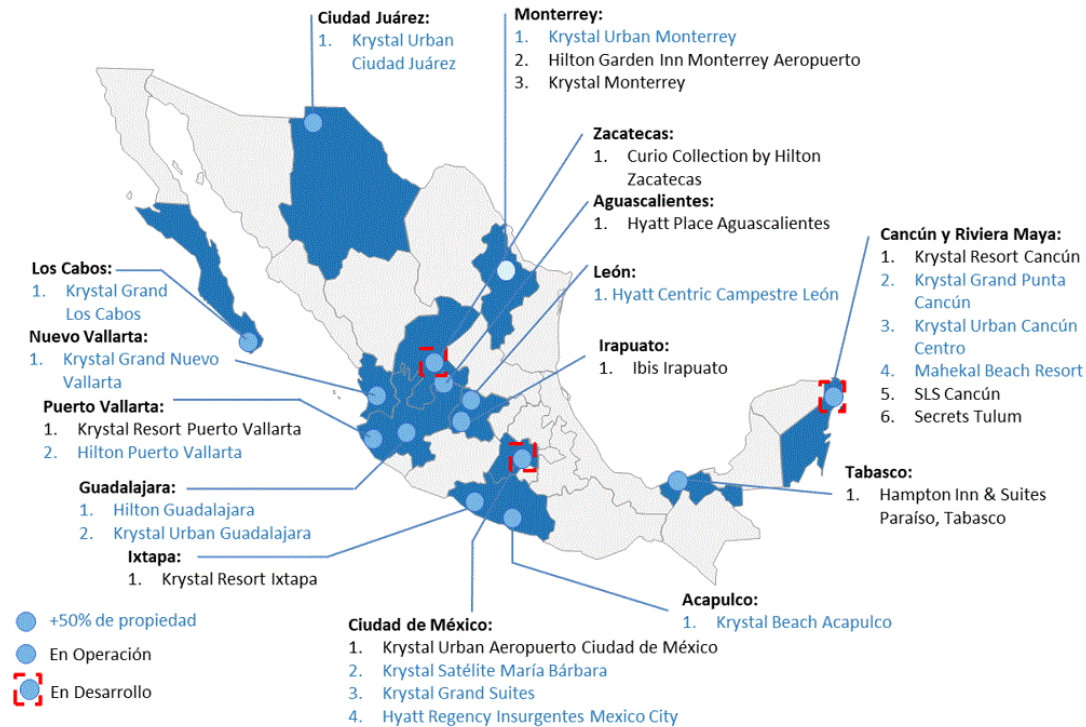 Ciudad Juárez:
1. Krystal Urban
Ciudad Juárez
Monterrey:
1. Krystal Urban Monterrey
2. Hilton Garden Inn Monterrey Aeropuerto
3. Krystal Monterrey
Zacatecas:
1. Curio Collection by Hilton
Zacatecas
Aguascalientes:
1. Hyatt Place Aguascalientes
León:
1. Hyatt Centric Campestre León
Irapuato:
1. Ibis Irapuato
Cancún y Riviera Maya:
1. Krystal Resort Cancún
2. Krystal Grand Punta
Cancún
3. Krystal Urban Cancún
Centro
4. Mahekal Beach Resort
5. SLS Cancún
6. Secrets Tulum
Tabasco:
1. Hampton Inn & Suites
Paraíso, Tabasco
Los Cabos:
1. Krystal Grand
Los Cabos
Nuevo Vallarta:
1. Krystal Grand Nuevo
Vallarta
Puerto Vallarta:
1. Krystal Resort Puerto Vallarta
2. Hilton Puerto Vallarta
Guadalajara:
1. Hilton Guadalajara
2. Krystal Urban Guadalajara
Ixtapa:
1. Krystal Resort Ixtapa
Acapulco:
1. Krystal Beach Acapulco
Ciudad de México:
1. Krystal Urban Aeropuerto Ciudad de México
2. Krystal Satélite María Bárbara
3. Krystal Grand Suites
4. Hyatt Regency Insurgentes Mexico City
+50% de propiedad
En Operación
En Desarrollo